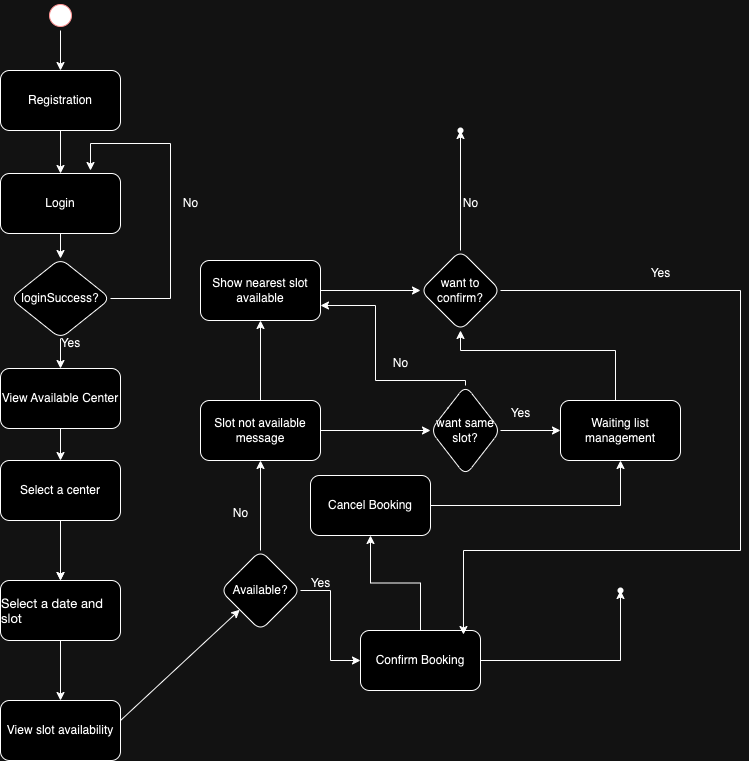 Registration
Login
No
loginSuccess?
Yes
View Available Center
Select a center
Select a date and
slot
View slot availability
Show nearest slot
available
want to
confirm?
No
Yes
No
Slot not available
message
want same
slot?
Yes
Waiting list
management
Cancel Booking
No
Available?
Yes
Confirm Booking